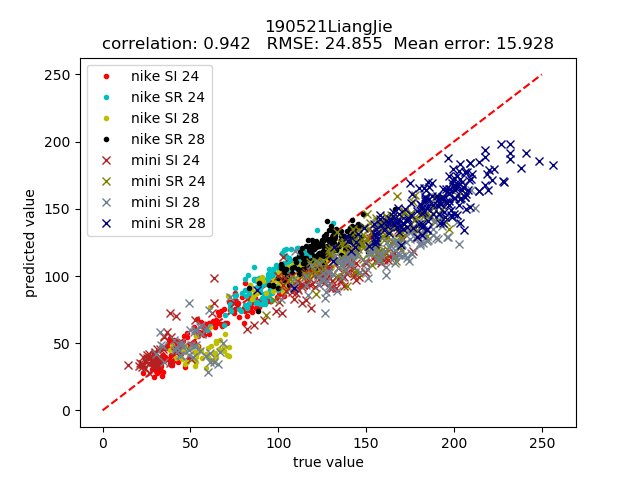 190521LiangJie
correlation: 0.942   RMSE: 24.855  Mean error: 15.928
250
200
150
100
50
0
predicted value
nike SI 24
nike SR 24
nike SI 28
nike SR 28
mini SI 24
mini SR 24
mini SI 28
mini SR 28
0 50 100 150 200 250
true value